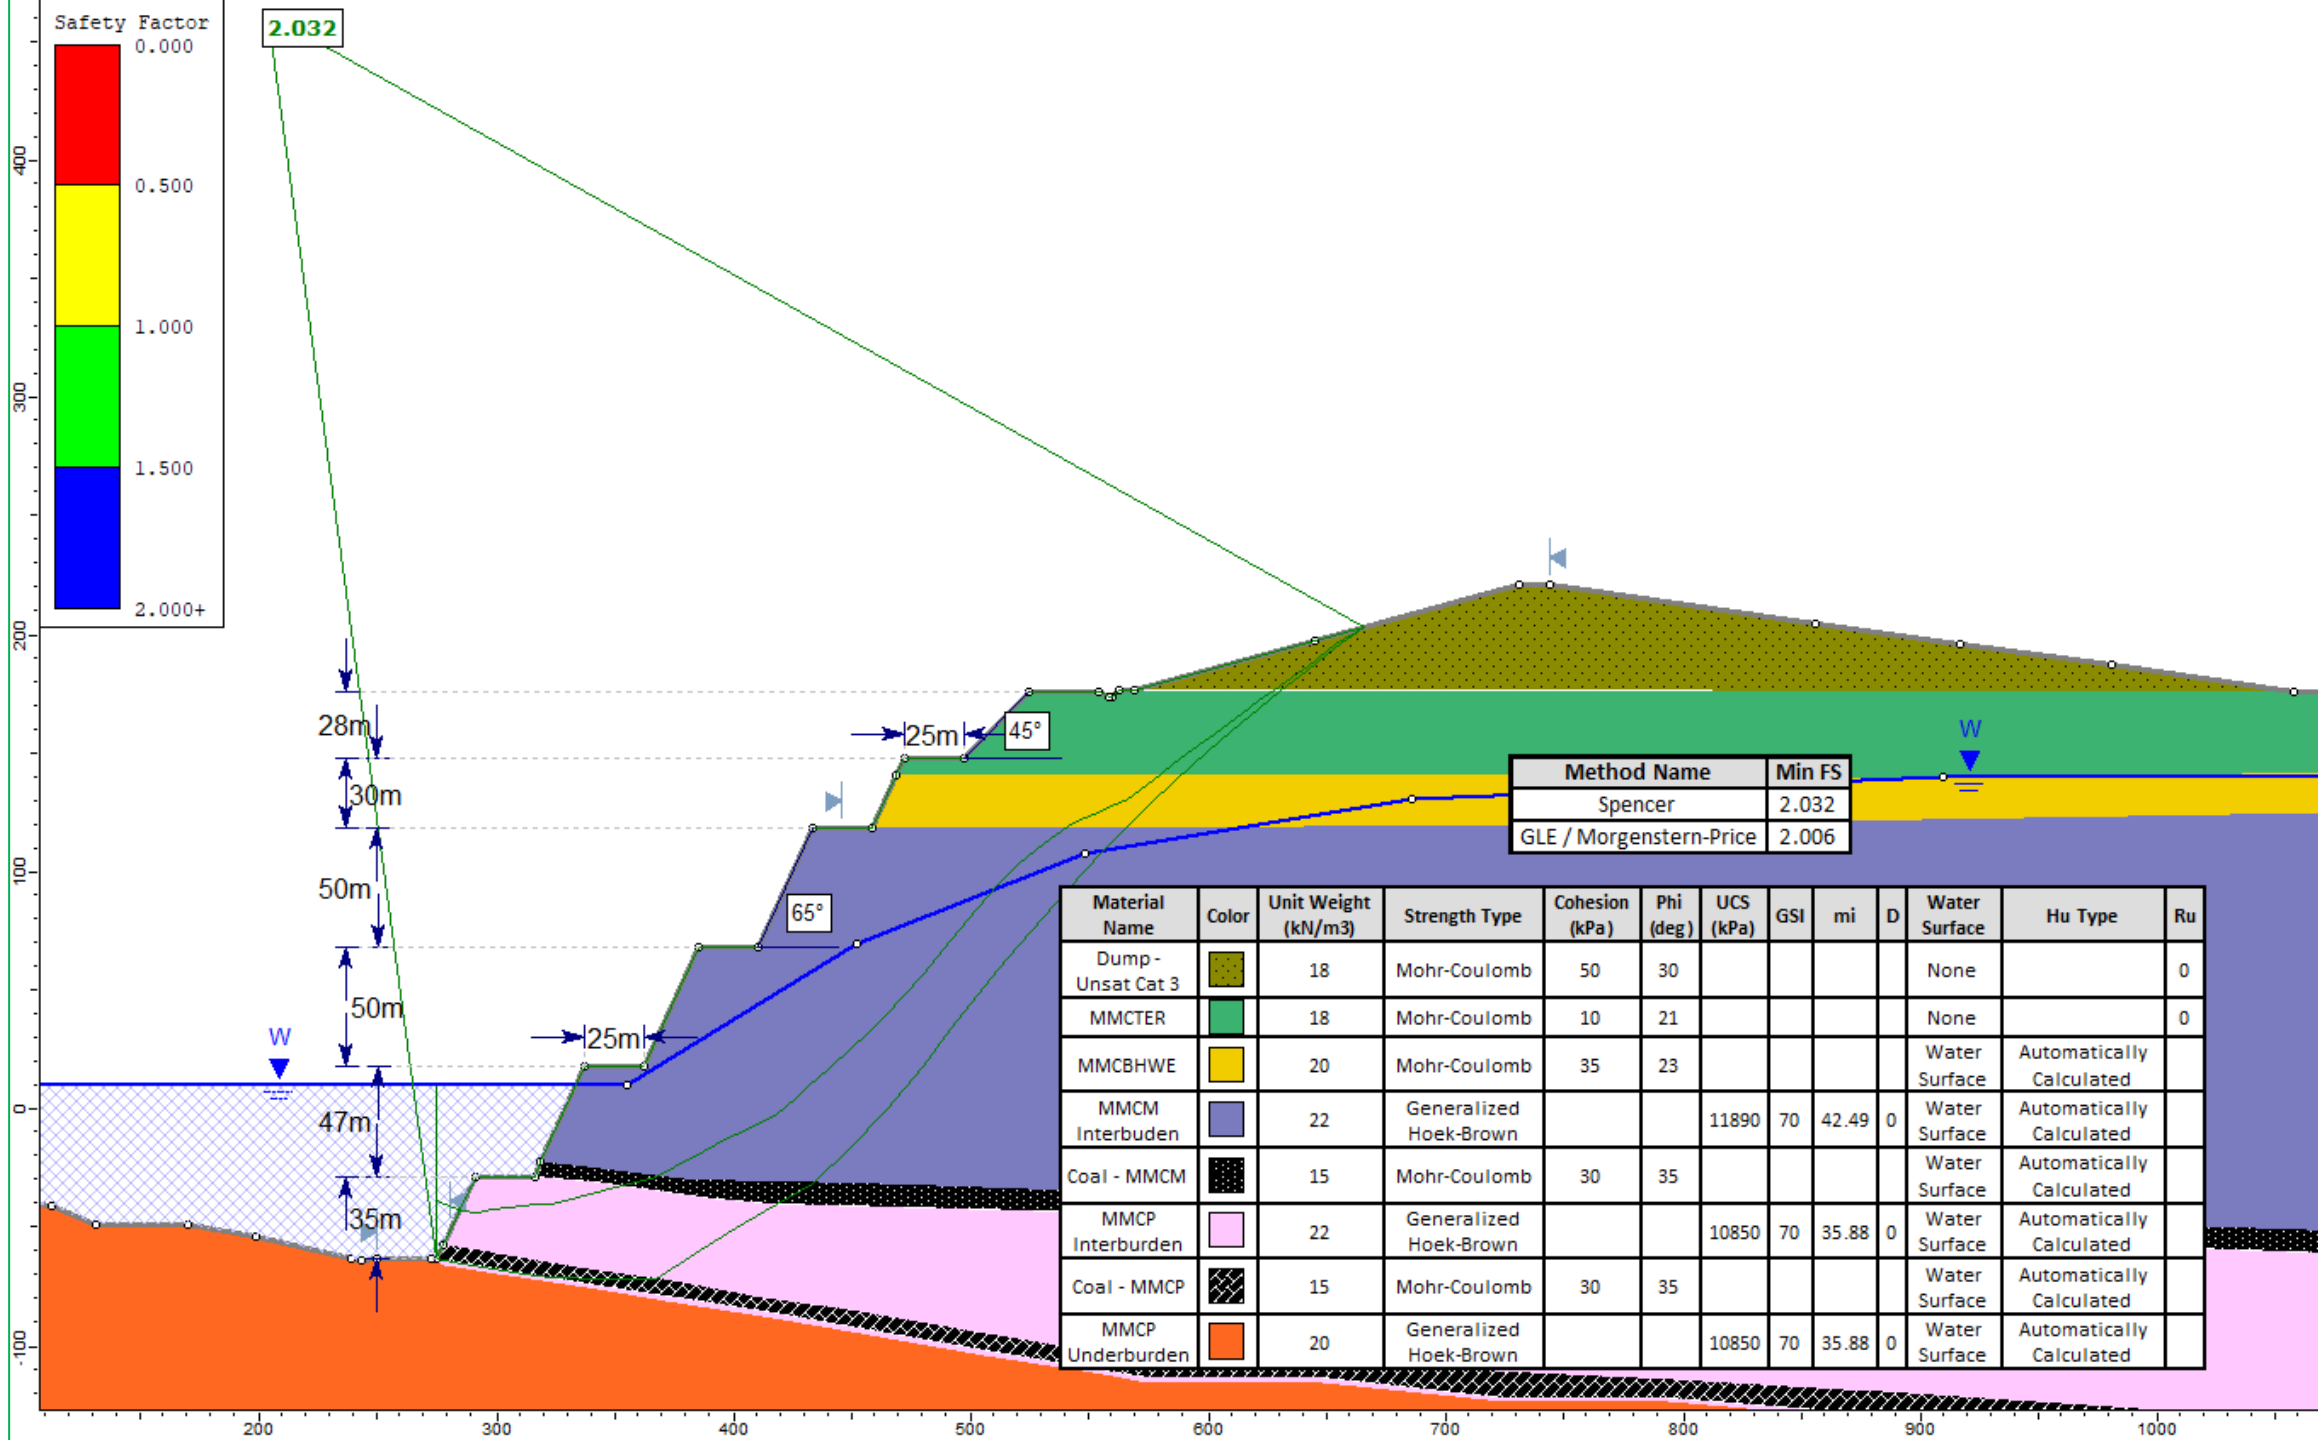 Safety Factor
0.000
0.500
1.000
1.500
2.000+
2.032
400
300
200
100
0
-100
28m
30m
50m
50m
47m
35m
25m
45°
65°
25m
W
W
Method Name Min FS
Spencer 2.032
GLE / Morgenstern-Price 2.006
Material Name Color Unit Weight (kN/m3) Strength Type Cohesion (kPa) Phi (deg) UCS (kPa) GSI mi D Water Surface Hu Type Ru
Dump - Unsat Cat 3 18 Mohr-Coulomb 50 30 None 0
MMCTER 18 Mohr-Coulomb 10 21 None 0
MMCBHWE 20 Mohr-Coulomb 35 23 Water Surface Automatically Calculated
MMCM Interbuden 22 Generalized Hoek-Brown 11890 70 42.49 0 Water Surface Automatically Calculated
Coal - MMCM 15 Mohr-Coulomb 30 35 Water Surface Automatically Calculated
MMCP Interburden 22 Generalized Hoek-Brown 10850 70 35.88 0 Water Surface Automatically Calculated
Coal - MMCP 15 Mohr-Coulomb 30 35 Water Surface Automatically Calculated
MMCP Underburden 20 Generalized Hoek-Brown 10850 70 35.88 0 Water Surface Automatically Calculated
200 300 400 500 600 700 800 900 1000